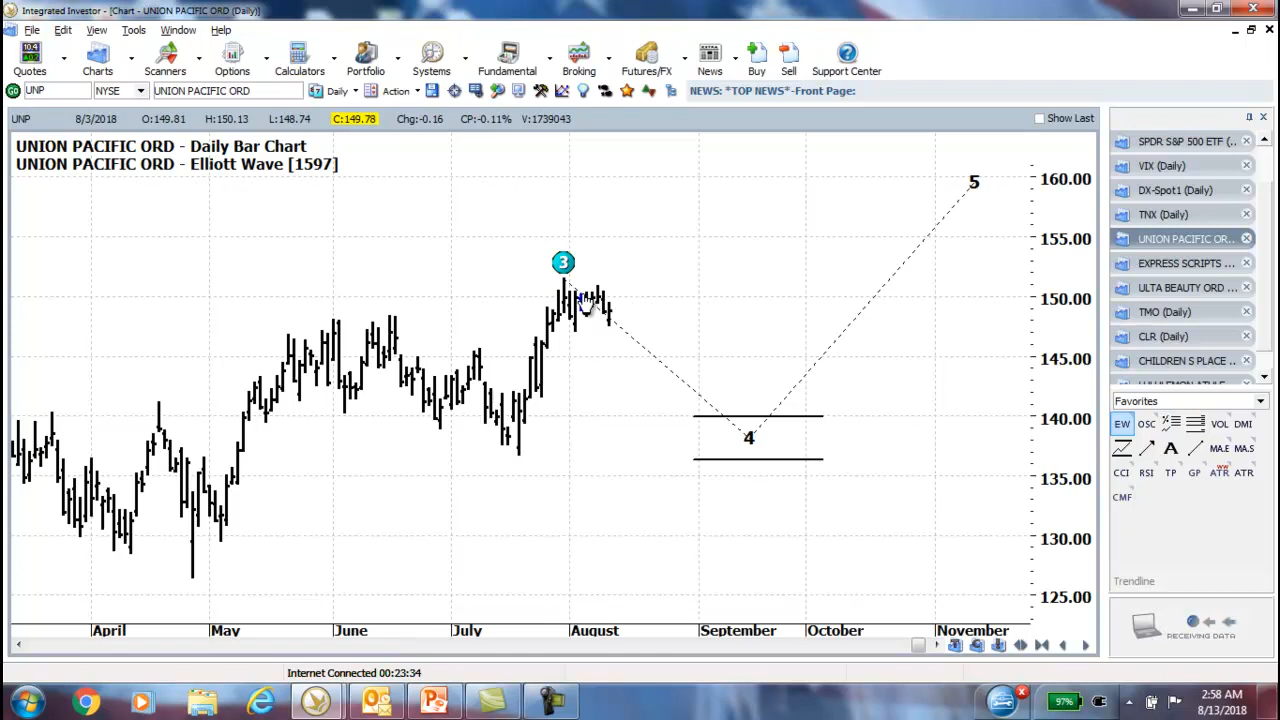 Integrated Investor - [Chart - UNION PACIFIC ORD (Daily)]
File Edit View Tools Window Help
10.4
Quotes Charts Scanners Options Calculators Portfolio Systems Fundamental Broking Futures/FX News Buy Sell Support Center
GO UNP NYSE UNION PACIFIC ORD Daily Action NEWS: *TOP NEWS*-Front Page:
UNP 8/3/2018 O:149.81 H:150.13 L:148.74 C:149.78 Chg:-0.16 CP:-0.11% V:1739043 Show Last
UNION PACIFIC ORD - Daily Bar Chart
UNION PACIFIC ORD - Elliott Wave [1597]
160.00
155.00
150.00
145.00
140.00
135.00
130.00
125.00
3
4
5
April May June July August September October November
SPDR S&P 500 ETF (..
VIX (Daily)
DX-Spot1 (Daily)
TNX (Daily)
UNION PACIFIC OR..
EXPRESS SCRIPTS ...
ULTA BEAUTY ORD ...
TMO (Daily)
CLR (Daily)
CHILDREN S PLACE ..
Favorites
EW OSC VOL DMI
A MA.E MA.S
CCI RSI TP GP ATR ATR
CMF
Trendline
RECEIVING DATA
Internet Connected 00:23:34
97% 2:58 AM
8/13/2018